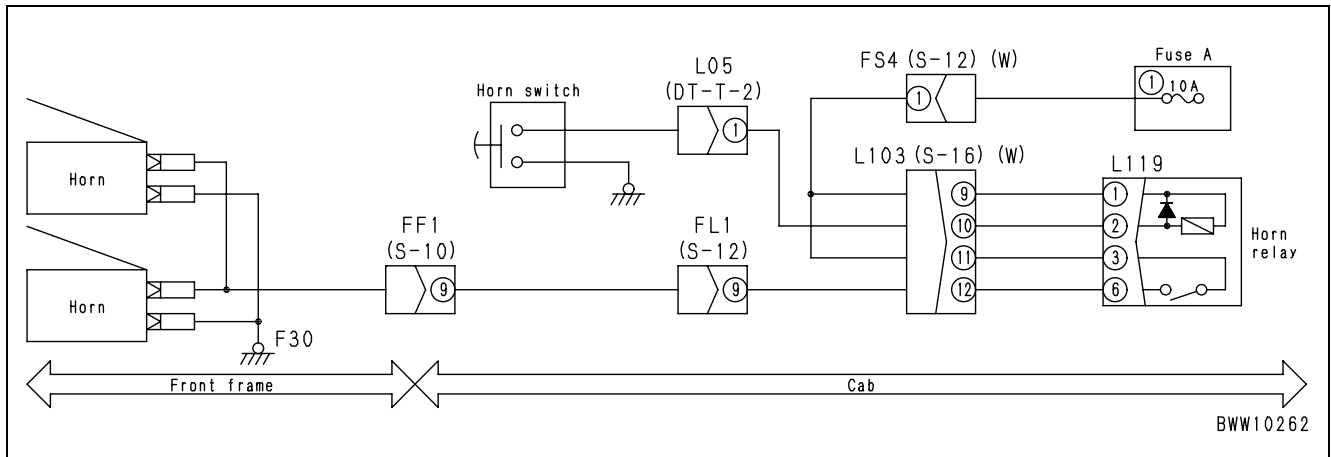 Fuse A
FS4 (S-12) (W)
L05
(DT-T-2)
Horn switch
① 10A
①
①
L103 (S-16) (W)
L119
Horn
⑨ ①
⑩ ②
FF1
(S-10)
FL1
(S-12)
Horn
relay
⑪ ③
⑨
⑨
⑫ ⑥
Horn
F30
Front frame
Cab
BWW10262